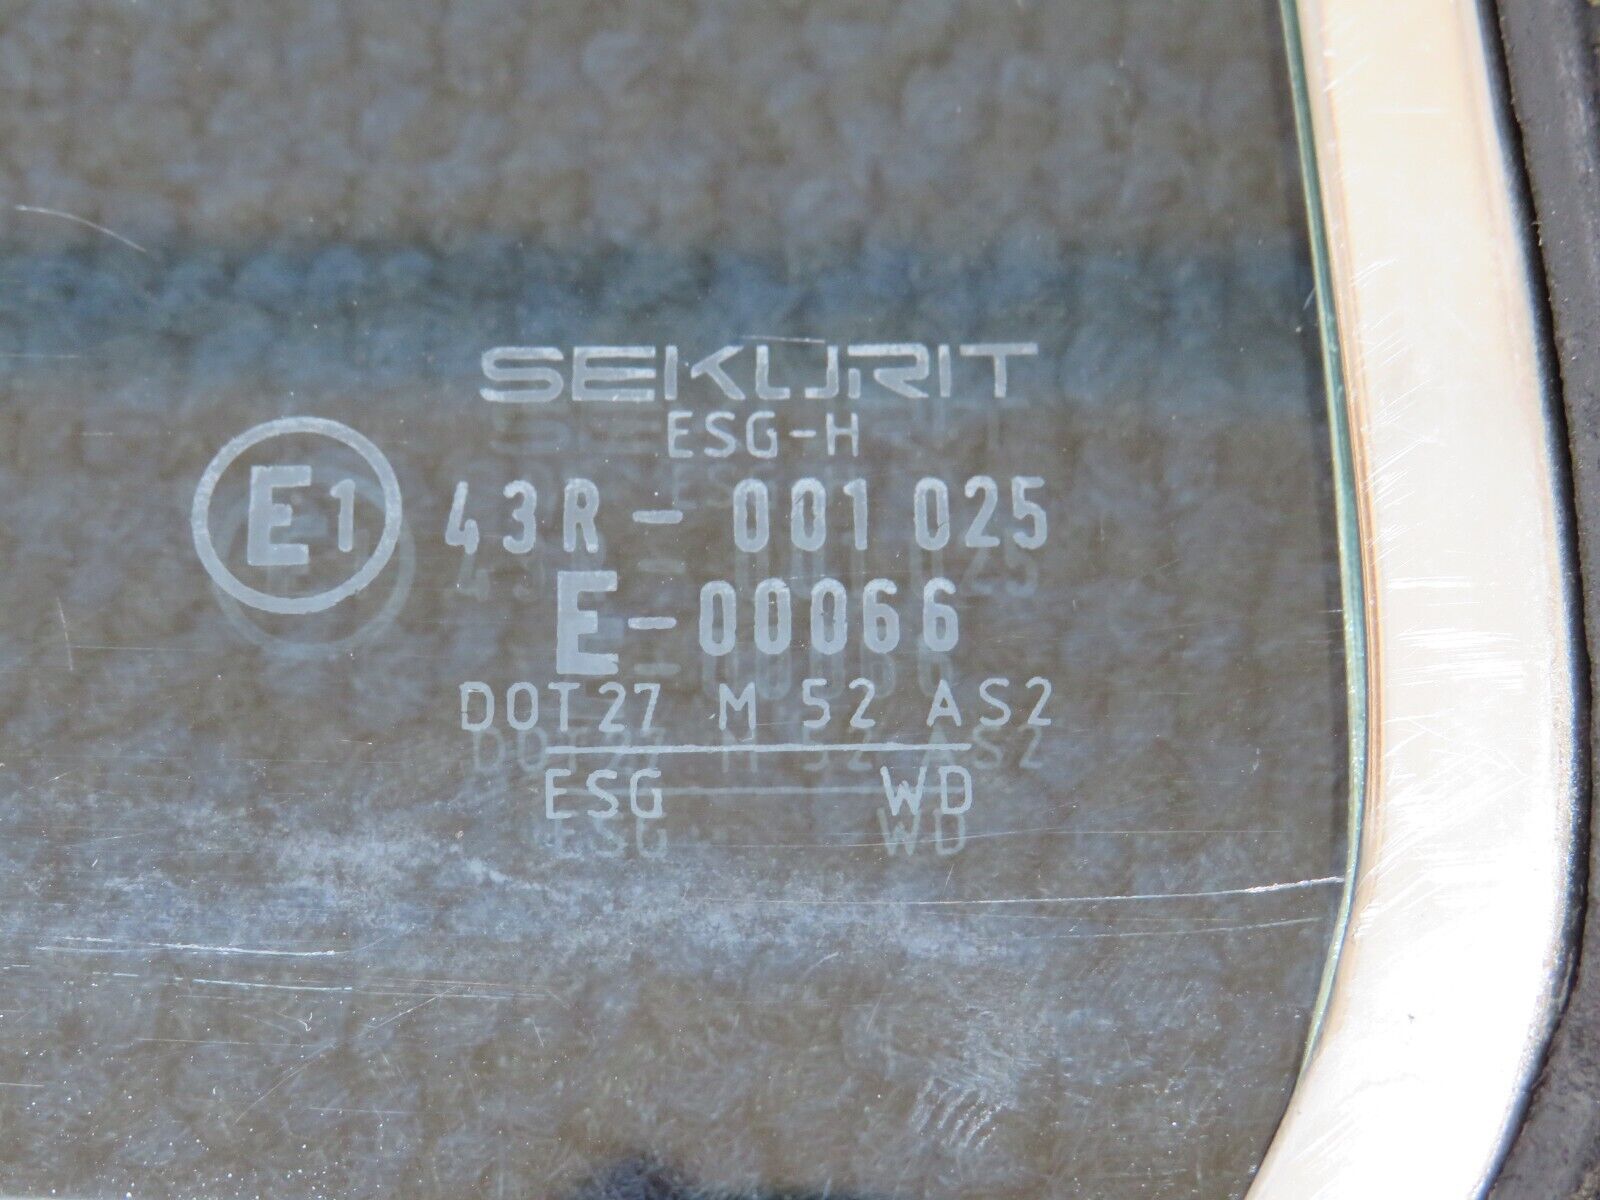 SEKURIT
ESG-H
E1 43R - 001 025
E-00066
DOT27 M 52 AS2
ESG WD